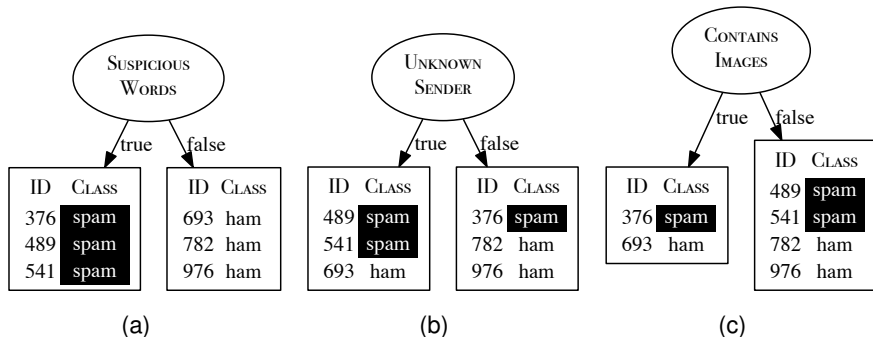 SUSPICIOUS
WORDS
true
false
ID CLASS
376 spam
489 spam
541 spam
ID CLASS
693 ham
782 ham
976 ham
(a)
UNKNOWN
SENDER
true
false
ID CLASS
489 spam
541 spam
693 ham
ID CLASS
376 spam
782 ham
976 ham
(b)
CONTAINS
IMAGES
true
false
ID CLASS
376 spam
693 ham
ID CLASS
489 spam
541 spam
782 ham
976 ham
(c)